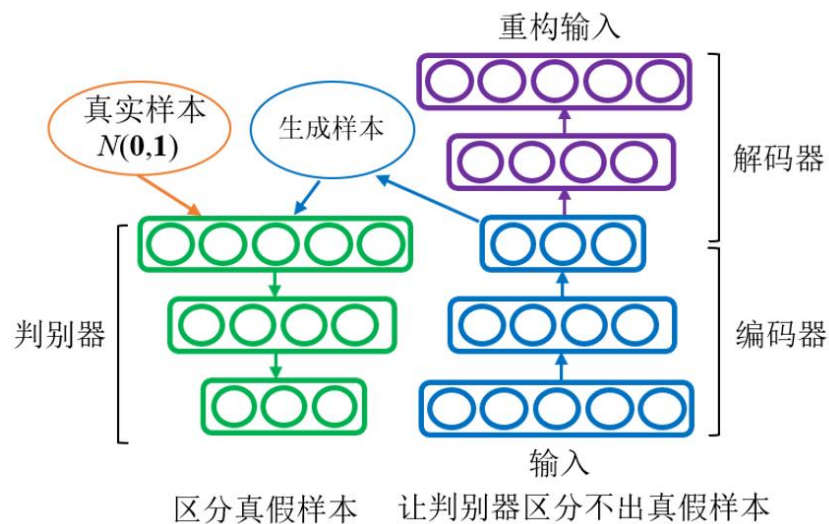 重构输入
真实样本
N(0,1)
生成样本
解码器
判别器
编码器
输入
区分真假样本
让判别器区分不出真假样本